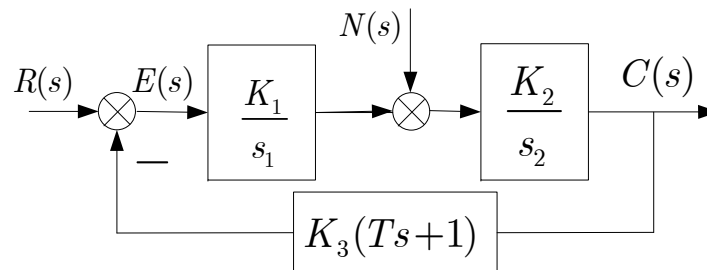 N(s)
R(s) E(s) C(s)
K₁
s₁
K₂
s₂
−
K₃(Ts+1)